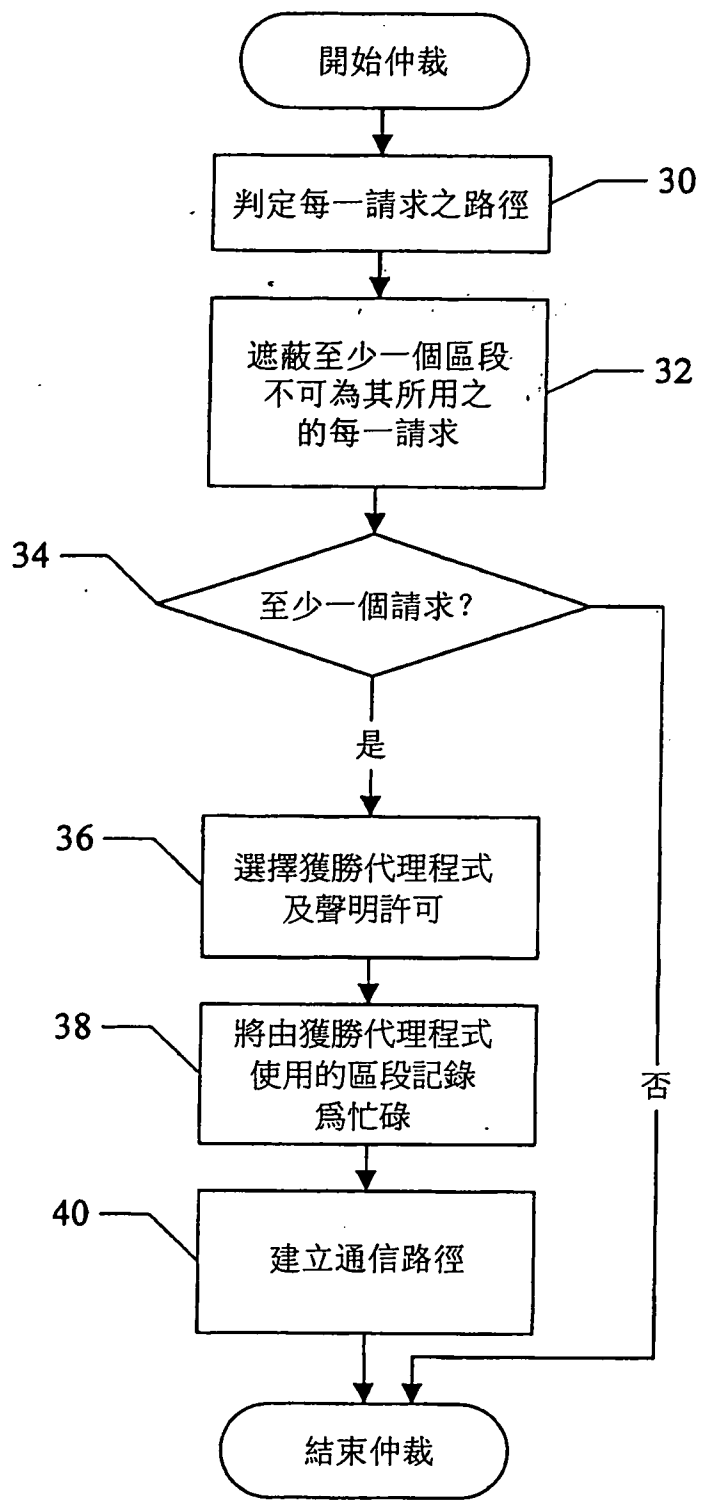 開始仲裁
判定每一請求之路徑
30
遮蔽至少一個區段
不可為其所用之
的每一請求
32
34
至少一個請求?
是
36
選擇獲勝代理程式
及聲明許可
38
將由獲勝代理程式
使用的區段記錄
爲忙碌
否
40
建立通信路徑
結束仲裁